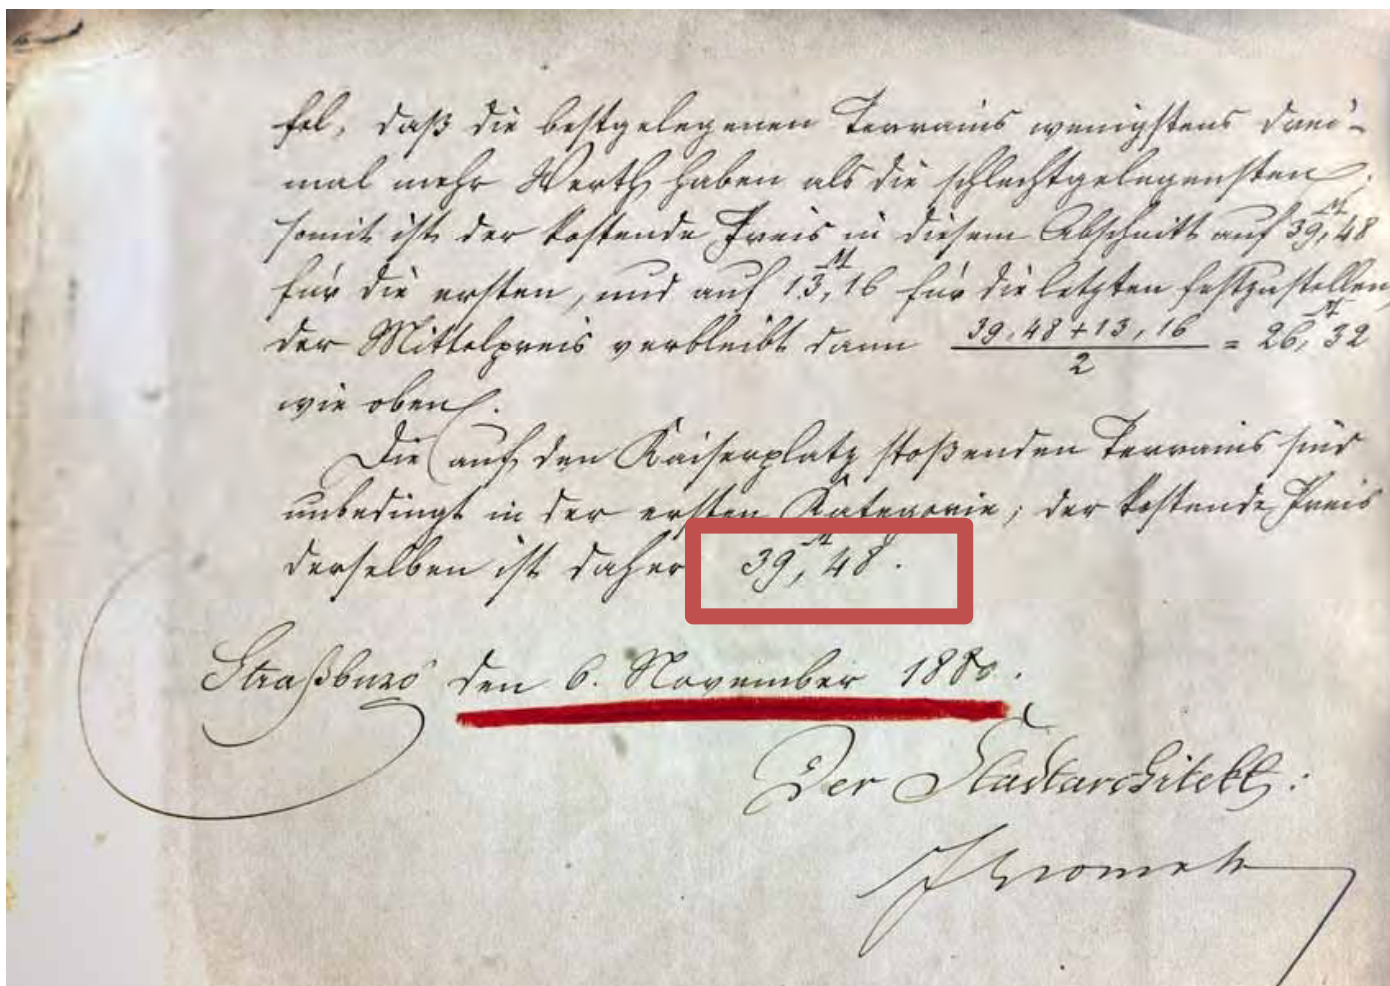 fel, daß die bestgelegenen Terrains wenigstens drei-
mal mehr Werth haben als die schlechtgelegensten;
somit ist der kostende Preis in diesem Abschnitt auf 39,48 M
für die ersten, und auf 13,16 M für die letzten festzustellen,
der Mittelpreis verbleibt dann 39,48 + 13,16 / 2 = 26,32 M
wie oben.
Die auf den Kaiserplatz stoßenden Terrains sind
unbedingt in der ersten Kategorie; der kostende Preis
derselben ist daher 39,48 M.
Straßburg den 6. November 1880.
Der Stadtarchitekt: